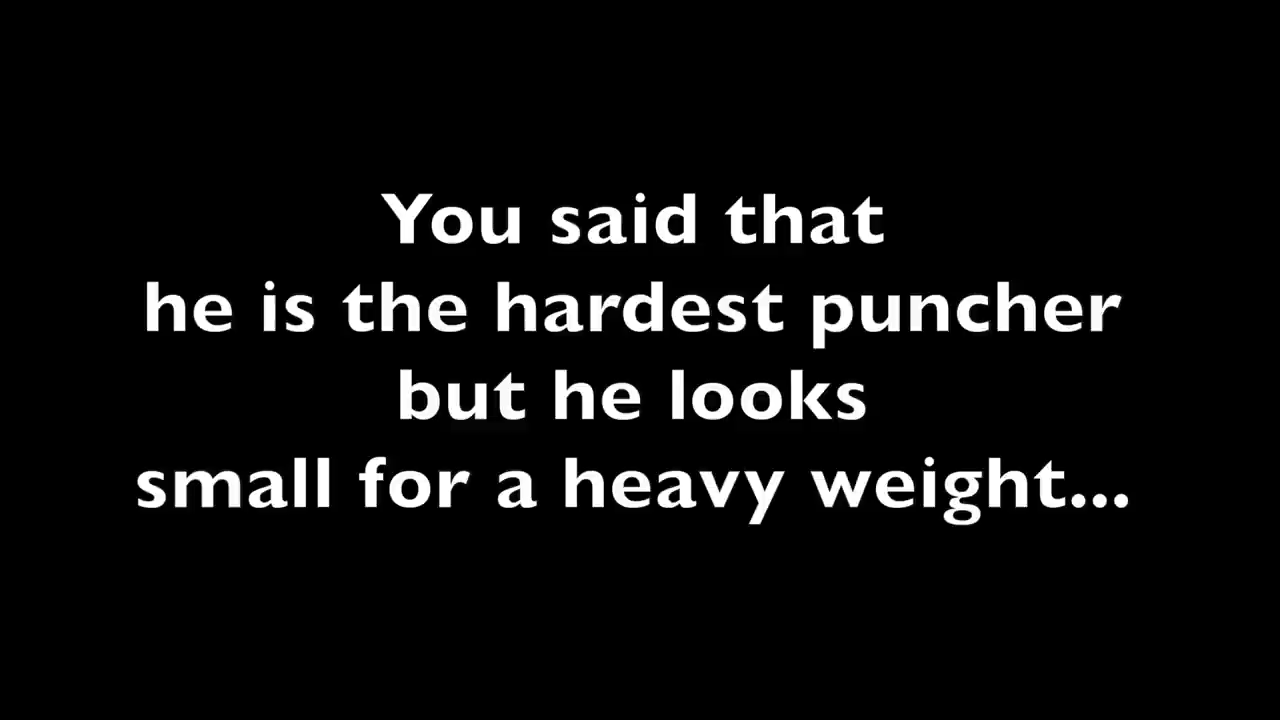 You said that
he is the hardest puncher
but he looks
small for a heavy weight...